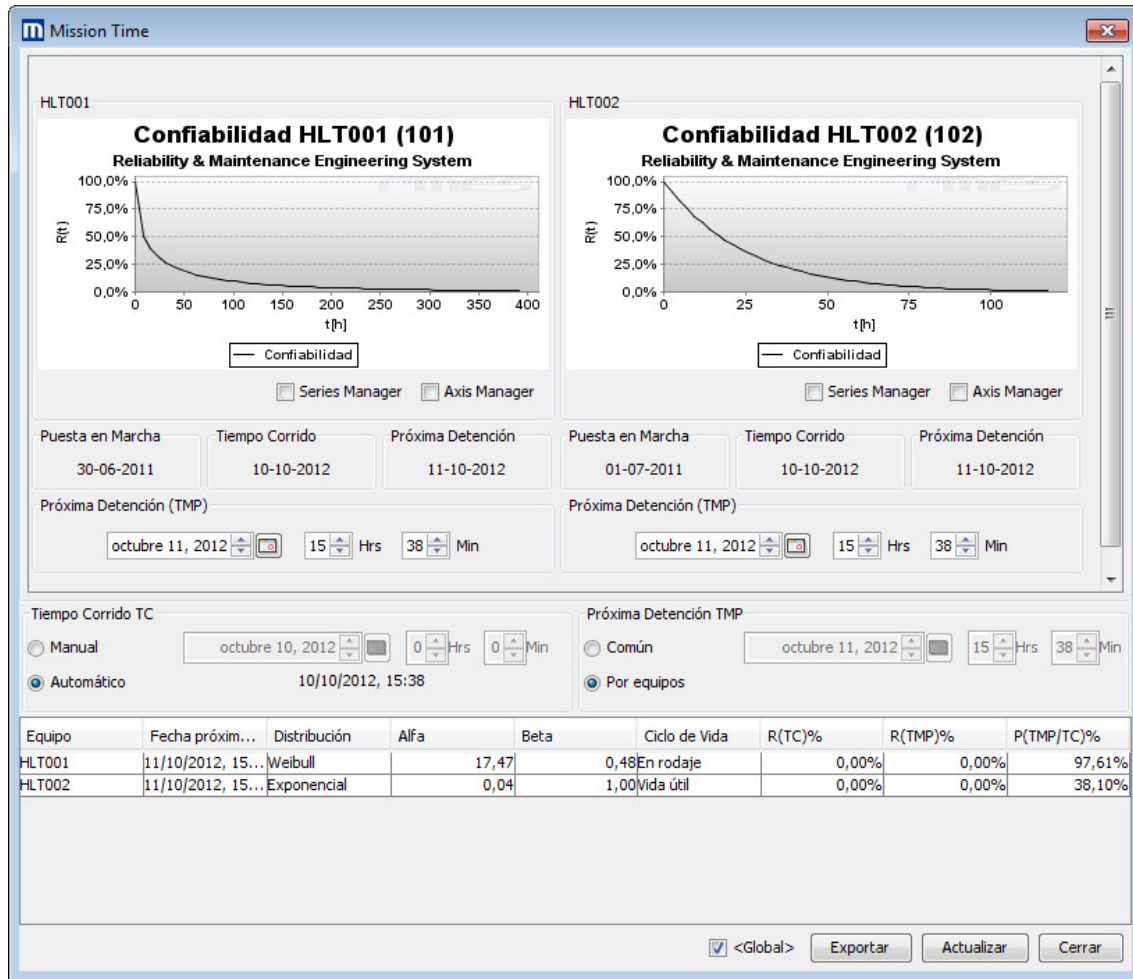 Mission Time
HLT001
Confiabilidad HLT001 (101)
Reliability & Maintenance Engineering System
100,0%
75,0%
50,0%
25,0%
0,0%
R(t)
0 50 100 150 200 250 300 350 400
t[h]
Confiabilidad
Series Manager Axis Manager
HLT002
Confiabilidad HLT002 (102)
Reliability & Maintenance Engineering System
100,0%
75,0%
50,0%
25,0%
0,0%
R(t)
0 25 50 75 100
t[h]
Confiabilidad
Series Manager Axis Manager
Puesta en Marcha Tiempo Corrido Próxima Detención
30-06-2011 10-10-2012 11-10-2012
Próxima Detención (TMP)
octubre 11, 2012 15 Hrs 38 Min
Puesta en Marcha Tiempo Corrido Próxima Detención
01-07-2011 10-10-2012 11-10-2012
Próxima Detención (TMP)
octubre 11, 2012 15 Hrs 38 Min
Tiempo Corrido TC
Manual octubre 10, 2012 0 Hrs 0 Min
Automático 10/10/2012, 15:38
Próxima Detención TMP
Común octubre 11, 2012 15 Hrs 38 Min
Por equipos
Equipo Fecha próxim... Distribución Alfa Beta Ciclo de Vida R(TC)% R(TMP)% P(TMP/TC)%
HLT001 11/10/2012, 15... Weibull 17,47 0,48 En rodaje 0,00% 0,00% 97,61%
HLT002 11/10/2012, 15... Exponencial 0,04 1,00 Vida útil 0,00% 0,00% 38,10%
<Global> Exportar Actualizar Cerrar